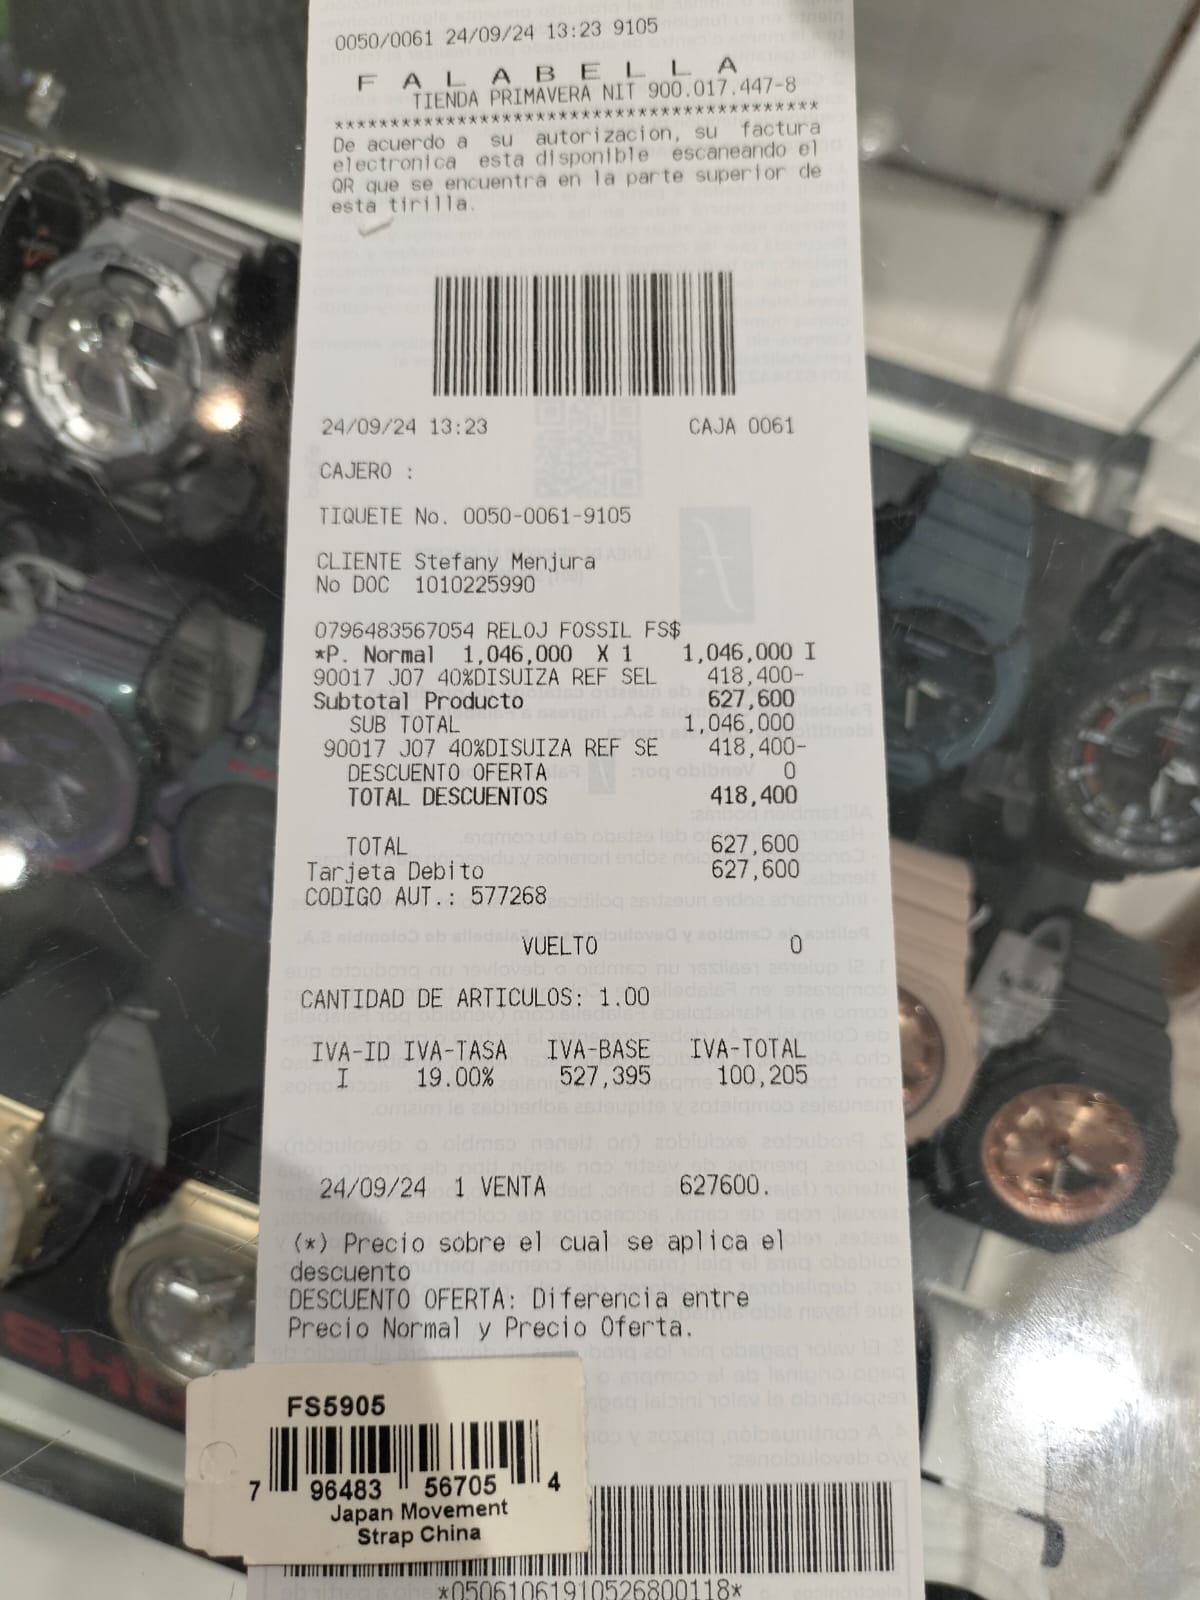 0050/0061 24/09/24 13:23 9105
F A L A B E L L A
TIENDA PRIMAVERA NIT 900.017.447-8
********************************************
De acuerdo a su autorizacion, su factura
electronica esta disponible escaneando el
QR que se encuentra en la parte superior de
esta tirilla.
24/09/24 13:23 CAJA 0061
CAJERO :
TIQUETE No. 0050-0061-9105
CLIENTE Stefany Menjura
No DOC 1010225990
0796483567054 RELOJ FOSSIL FS$
*P. Normal 1,046,000 X 1 1,046,000 I
90017 J07 40%DISUIZA REF SEL 418,400-
Subtotal Producto 627,600
SUB TOTAL 1,046,000
90017 J07 40%DISUIZA REF SE 418,400-
DESCUENTO OFERTA 0
TOTAL DESCUENTOS 418,400
TOTAL 627,600
Tarjeta Debito 627,600
CODIGO AUT.: 577268
VUELTO 0
CANTIDAD DE ARTICULOS: 1.00
IVA-ID IVA-TASA IVA-BASE IVA-TOTAL
I 19.00% 527,395 100,205
24/09/24 1 VENTA 627600.
(*) Precio sobre el cual se aplica el
descuento
DESCUENTO OFERTA: Diferencia entre
Precio Normal y Precio Oferta.
FS5905
7 96483 56705 4
Japan Movement
Strap China
*05061061910526800118*